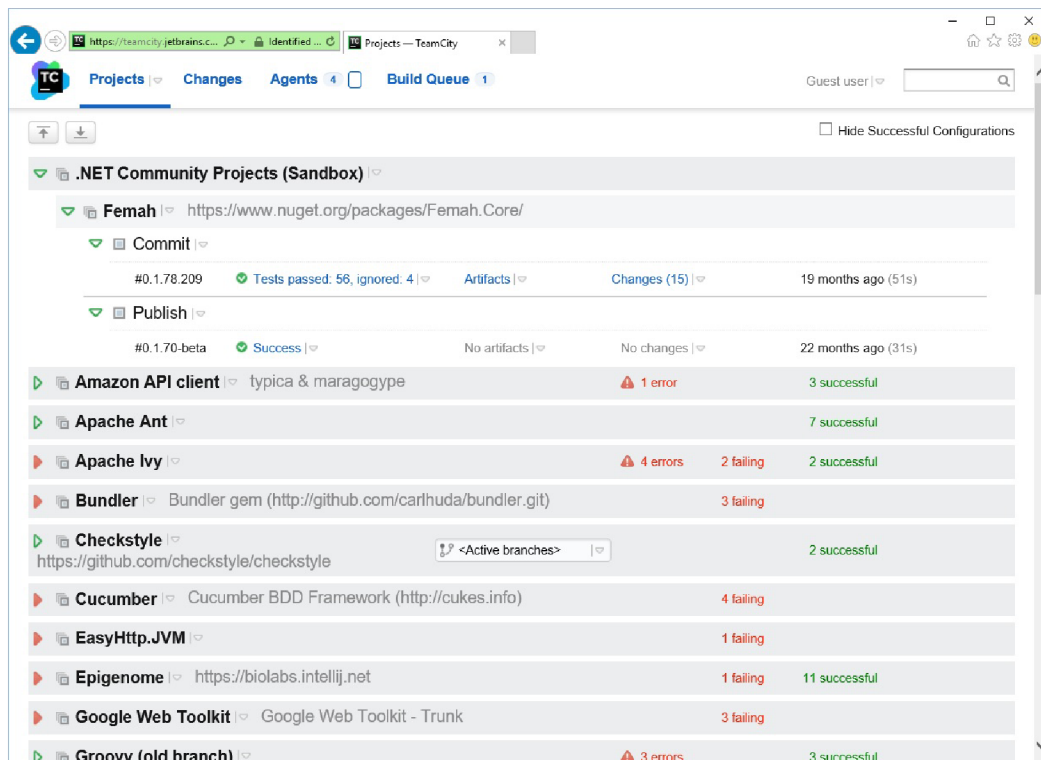 https://teamcity.jetbrains.c... Identified ... Projects — TeamCity
TC Projects Changes Agents 4 Build Queue 1 Guest user
Hide Successful Configurations
.NET Community Projects (Sandbox)
Femah https://www.nuget.org/packages/Femah.Core/
Commit
#0.1.78.209 Tests passed: 56, ignored: 4 Artifacts Changes (15) 19 months ago (51s)
Publish
#0.1.70-beta Success No artifacts No changes 22 months ago (31s)
Amazon API client typica & maragogype 1 error 3 successful
Apache Ant 7 successful
Apache Ivy 4 errors 2 failing 2 successful
Bundler Bundler gem (http://github.com/carlhuda/bundler.git) 3 failing
Checkstyle
https://github.com/checkstyle/checkstyle <Active branches> 2 successful
Cucumber Cucumber BDD Framework (http://cukes.info) 4 failing
EasyHttp.JVM 1 failing
Epigenome https://biolabs.intellij.net 1 failing 11 successful
Google Web Toolkit Google Web Toolkit - Trunk 3 failing
Groovy (old branch) 3 errors 3 successful